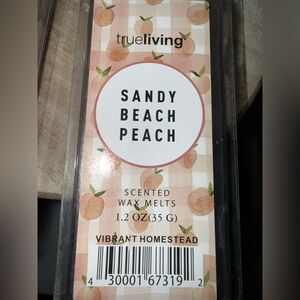 trueliving
SANDY
BEACH
PEACH
SCENTED
WAX MELTS
1.2 OZ(35 G)
VIBRANT HOMESTEAD
4 30001 67319 2